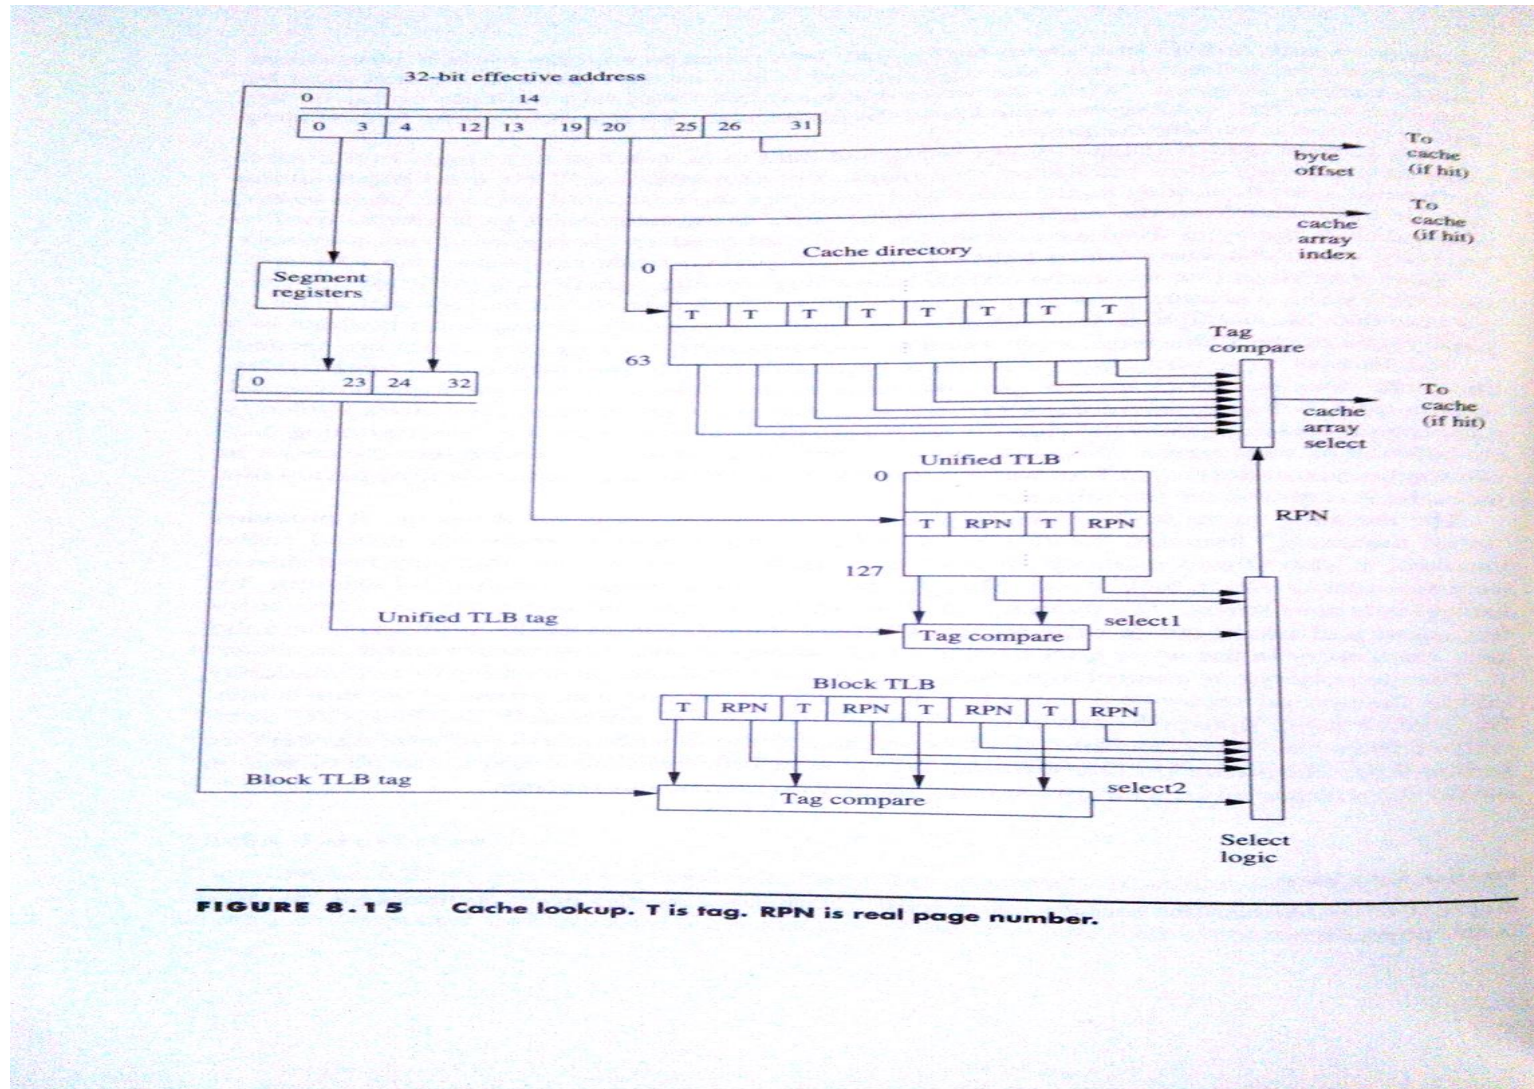 32-bit effective address
0 14
0 3 4 12 13 19 20 25 26 31
byte
offset
To
cache
(if hit)
cache
array
index
To
cache
(if hit)
Segment
registers
Cache directory
0
T T T T T T T T
63
Tag
compare
0 23 24 32
cache
array
select
To
cache
(if hit)
Unified TLB
0
T RPN T RPN
127
RPN
Unified TLB tag
Tag compare
select1
Block TLB
T RPN T RPN T RPN T RPN
Block TLB tag
Tag compare
select2
Select
logic
FIGURE 8.15 Cache lookup. T is tag. RPN is real page number.